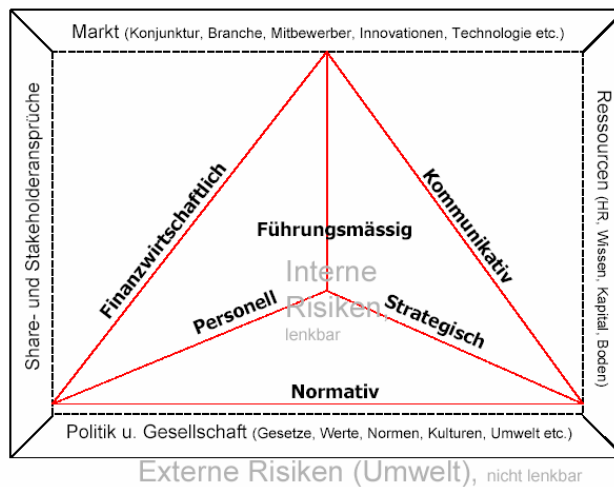 Markt (Konjunktur, Branche, Mitbewerber, Innovationen, Technologie etc.)
Share- und Stakeholderansprüche
Finanzwirtschaftlich
Kommunikativ
Ressourcen (HR, Wissen, Kapital, Boden)
Führungsmässig
Interne
Risiken,
lenkbar
Personell
Strategisch
Normativ
Politik u. Gesellschaft (Gesetze, Werte, Normen, Kulturen, Umwelt etc.)
Externe Risiken (Umwelt), nicht lenkbar